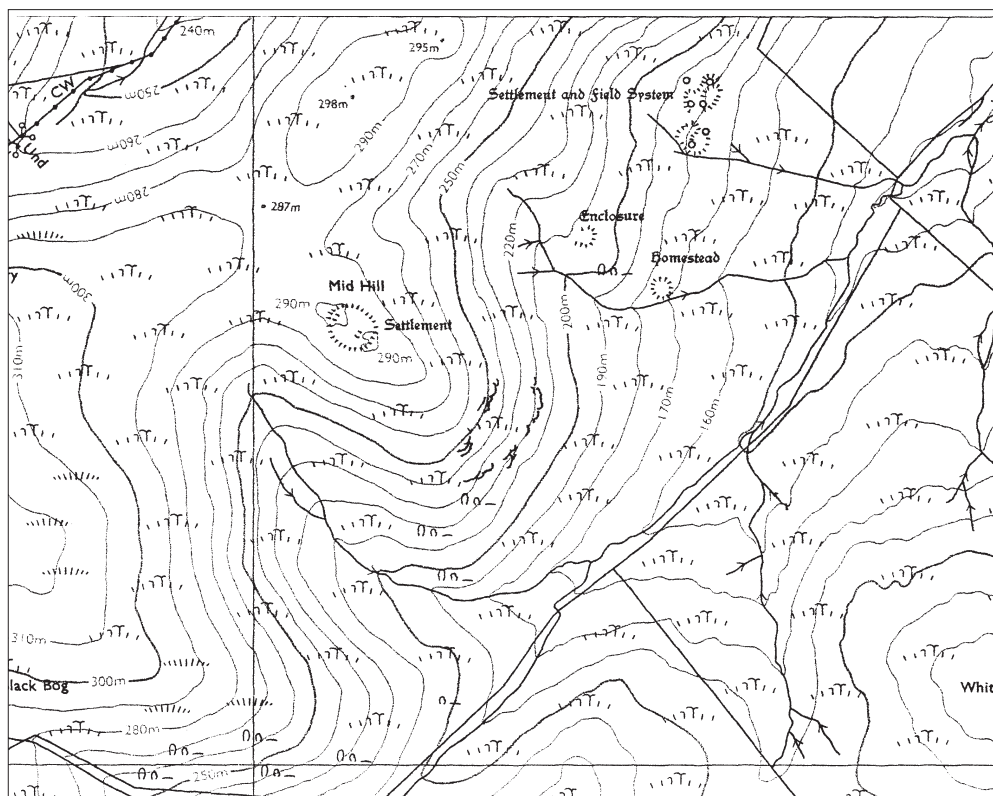 240m
295m
CW
250m
298m
Settlement and Field System
290m
270m
260m
Und
250m
280m
287m
Enclosure
220m
Homestead
300m
Mid Hill
290m
Settlement
200m
310m
290m
190m
170m
160m
310m
lack Bog
300m
Whit
280m
250m